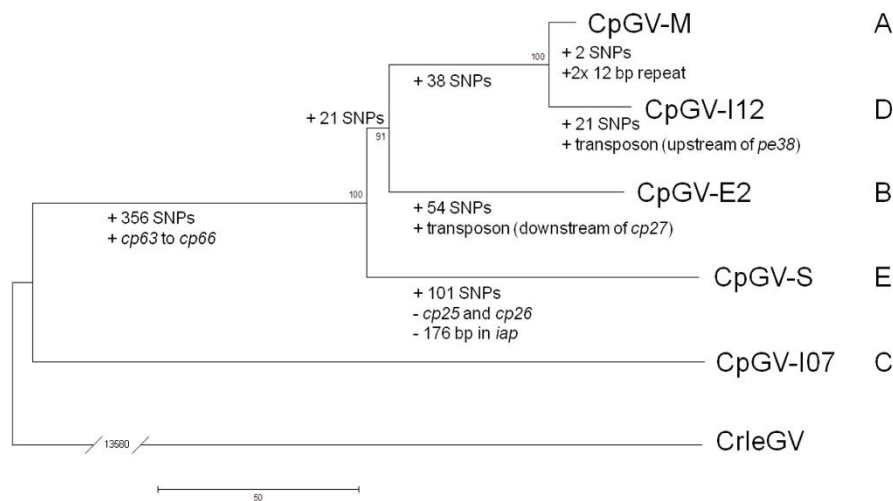 CpGV-M A
100
+ 2 SNPs
+2x 12 bp repeat
+ 38 SNPs
CpGV-I12 D
+ 21 SNPs
+ 21 SNPs
+ transposon (upstream of pe38)
91
CpGV-E2 B
100
+ 54 SNPs
+ transposon (downstream of cp27)
+ 356 SNPs
+ cp63 to cp66
CpGV-S E
+ 101 SNPs
- cp25 and cp26
- 176 bp in iap
CpGV-I07 C
13580
CrleGV
50